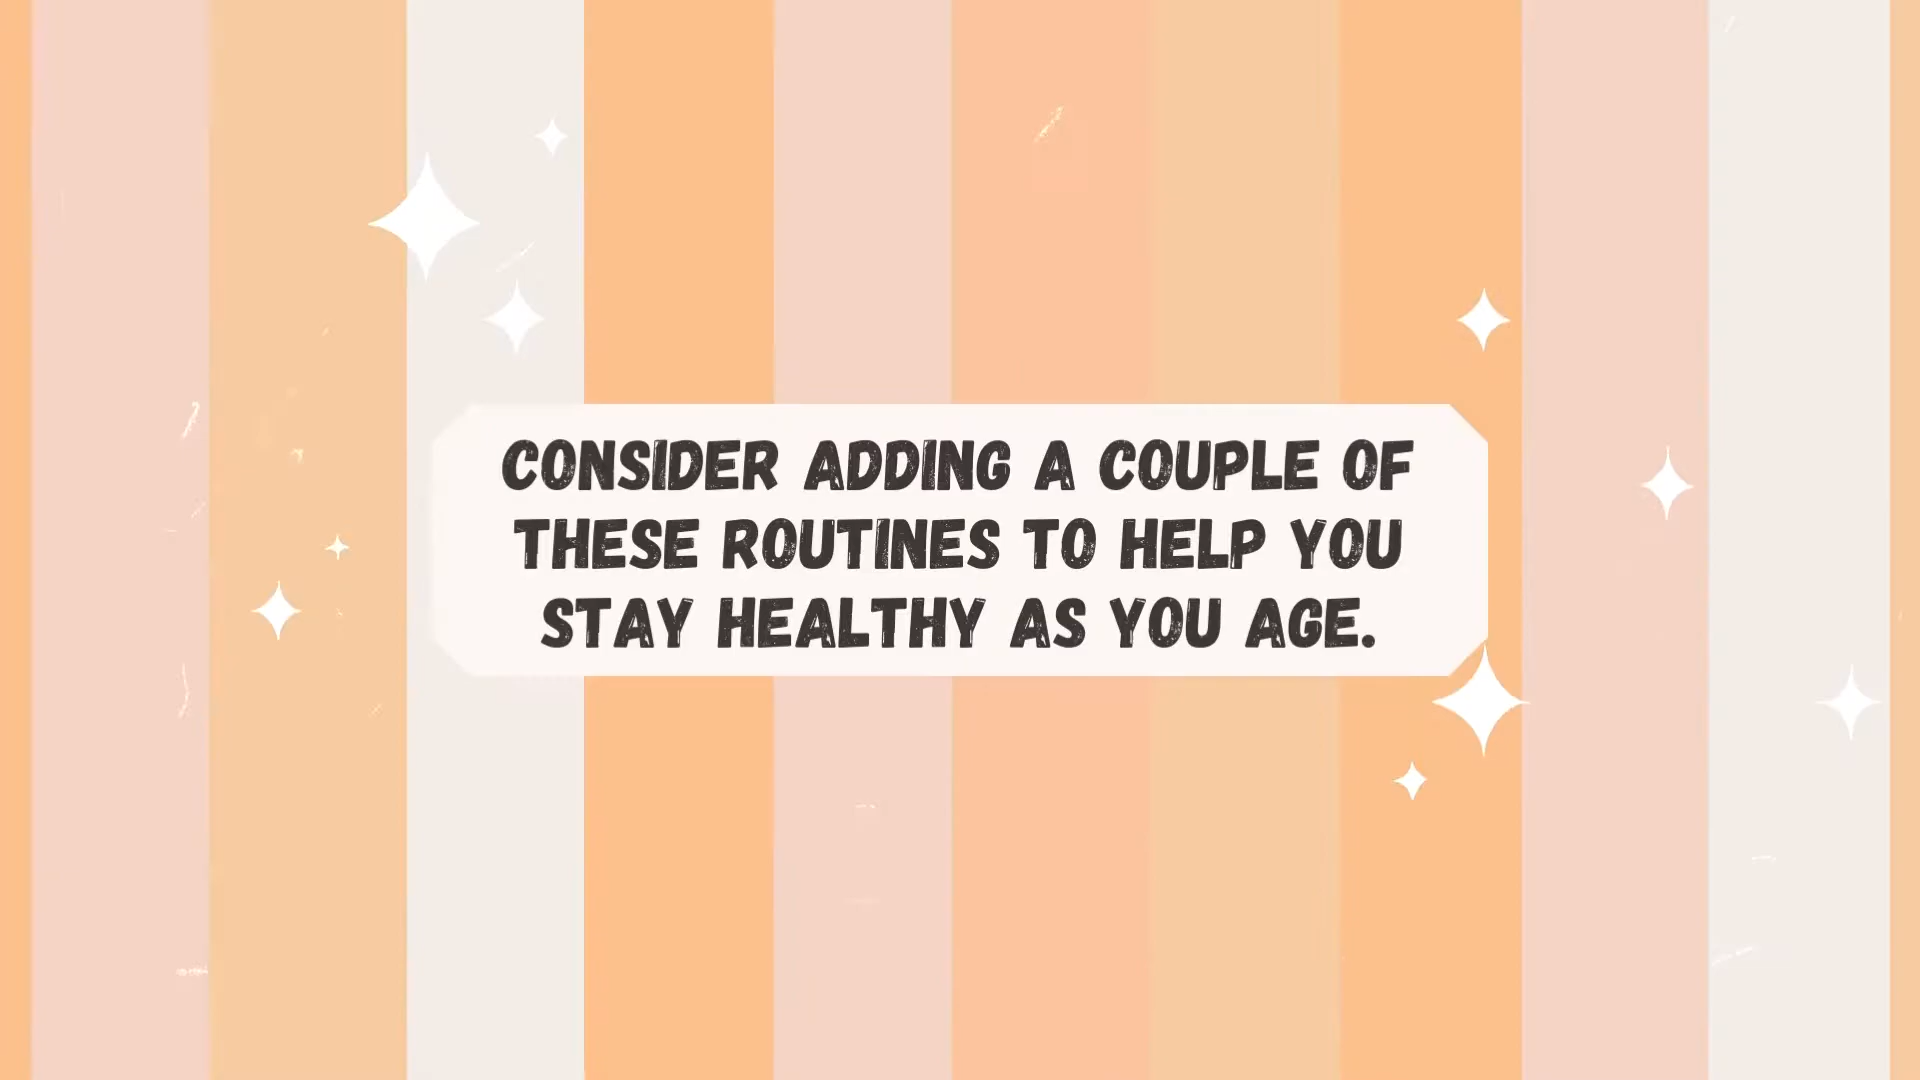 CONSIDER ADDING A COUPLE OF
THESE ROUTINES TO HELP YOU
STAY HEALTHY AS YOU AGE.